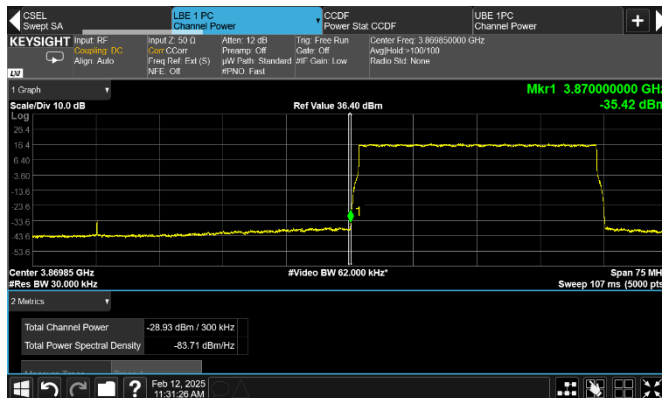 CSEL
Swept SA
LBE 1 PC
Channel Power
CCDF
Power Stat CCDF
UBE 1PC
Channel Power
+
KEYSIGHT
Input: RF
Coupling: DC
Align: Auto
Input Z: 50 Ω
Corr CCorr
Freq Ref: Ext (S)
NFE: Off
Atten: 12 dB
Preamp: Off
µW Path: Standard
#PNO: Fast
Trig: Free Run
Gate: Off
#IF Gain: Low
Center Freq: 3.869850000 GHz
Avg|Hold:>100/100
Radio Std: None
LXI
1 Graph
Mkr1 3.870000000 GHz
Scale/Div 10.0 dB
Ref Value 36.40 dBm
-35.42 dBm
Log
26.4
16.4
6.40
-3.60
-13.6
-23.6
-33.6
-43.6
-53.6
1
Center 3.86985 GHz
#Video BW 62.000 kHz*
Span 75 MH
#Res BW 30.000 kHz
Sweep 107 ms (5000 pts
2 Metrics
Total Channel Power
-28.93 dBm / 300 kHz
Total Power Spectral Density
-83.71 dBm/Hz
?
Feb 12, 2025
11:31:26 AM